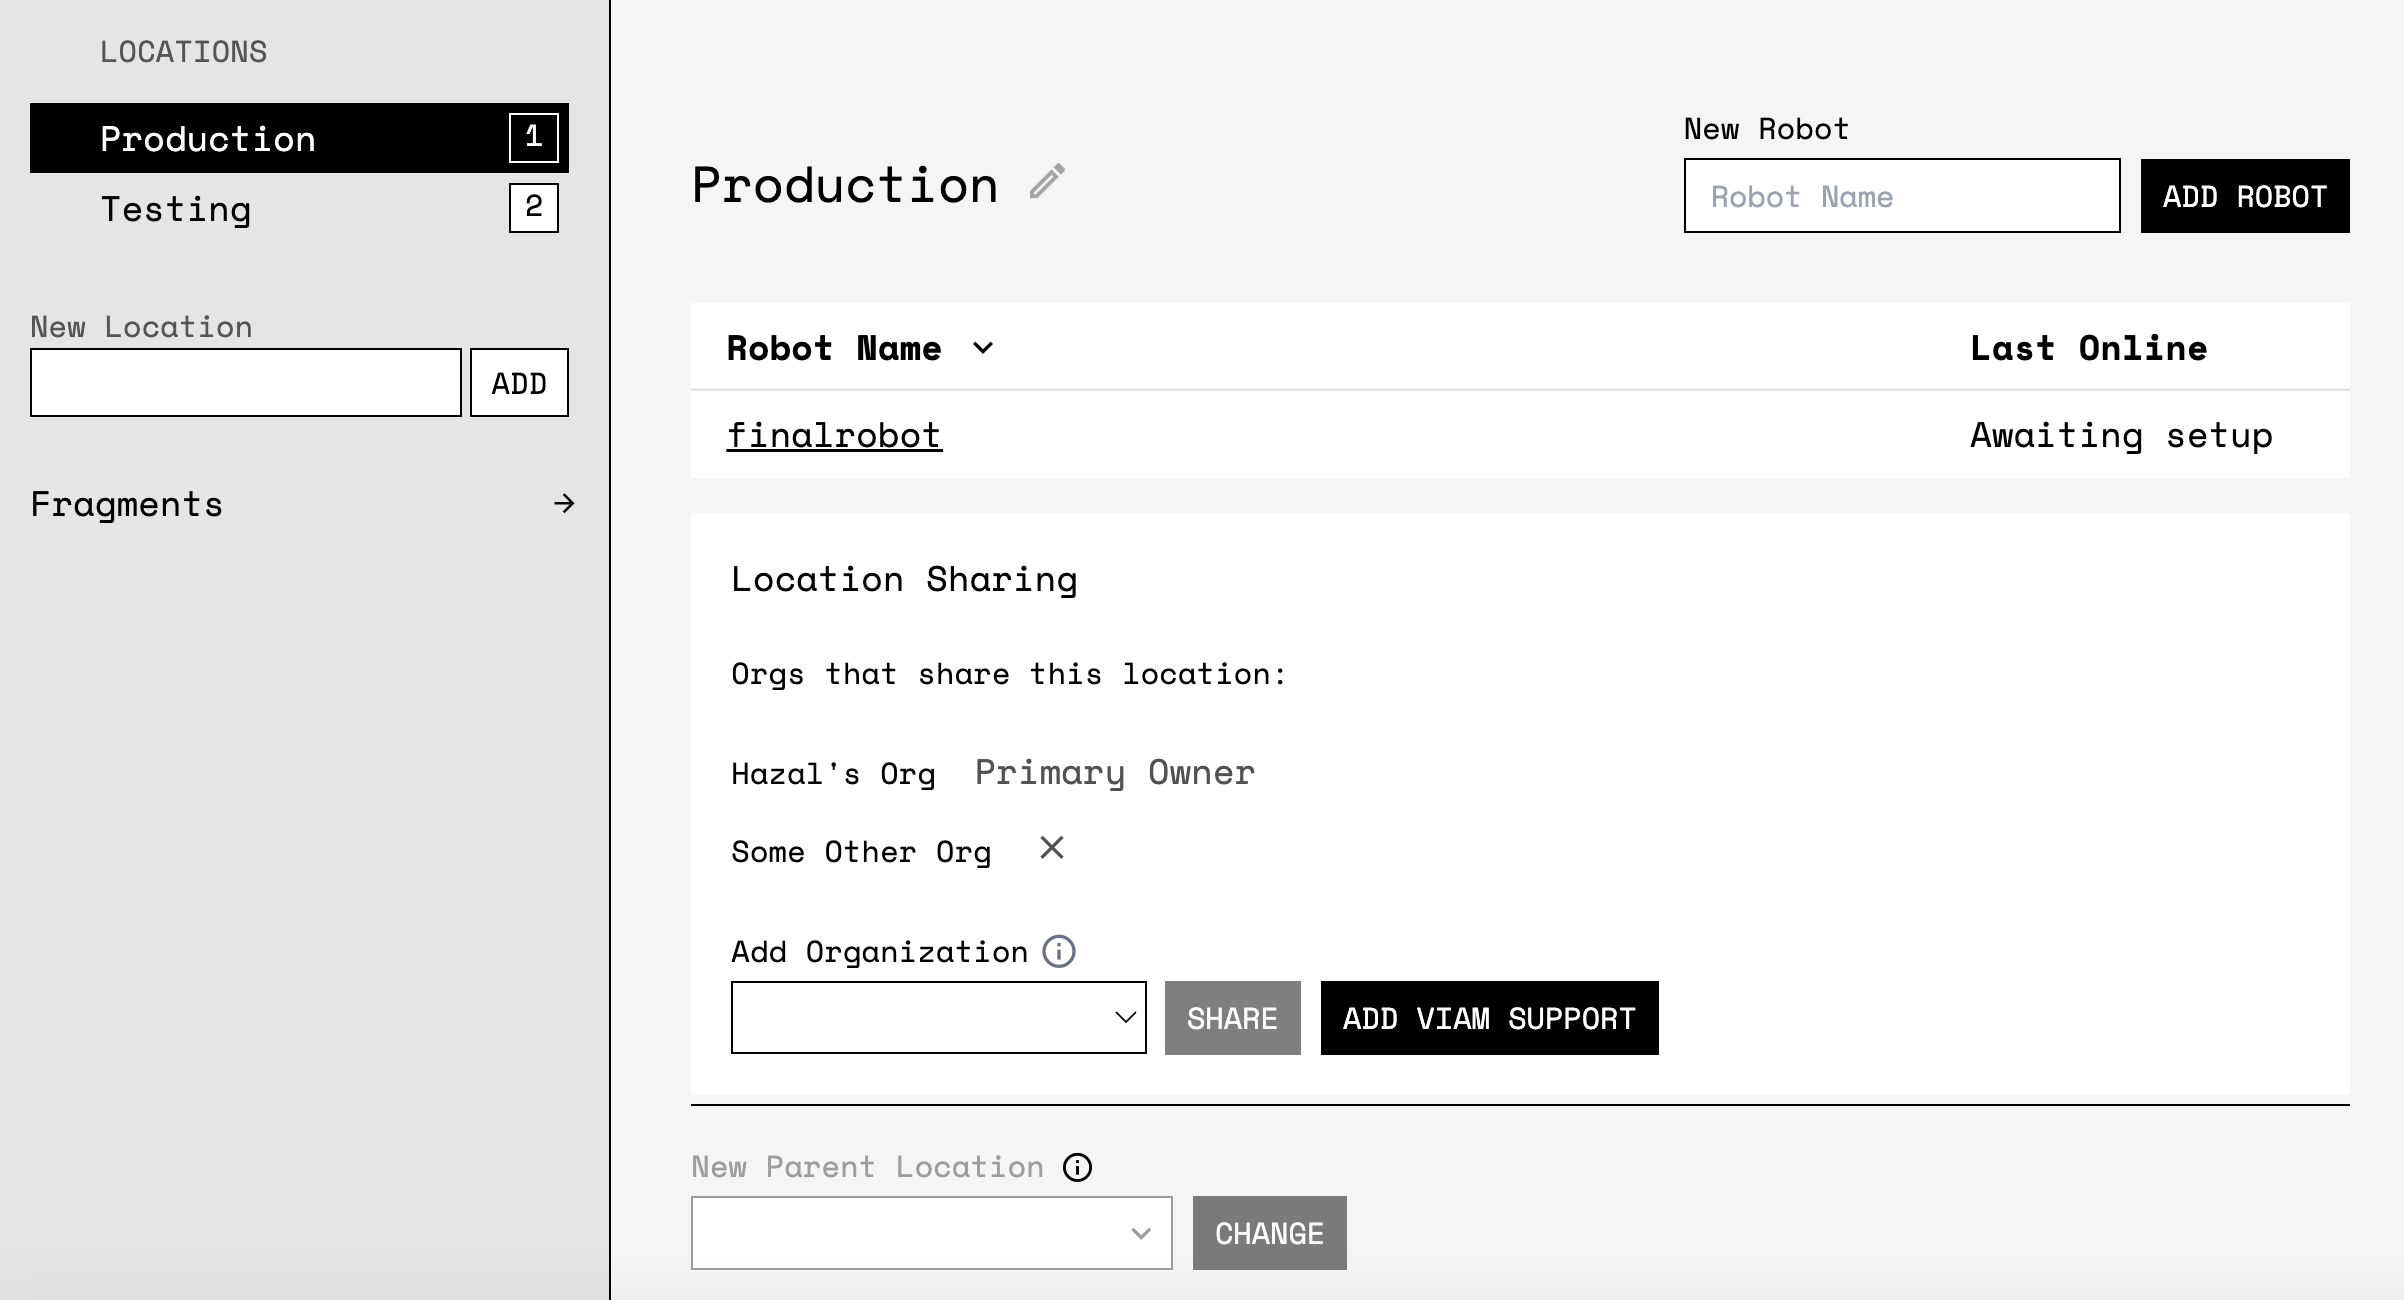 LOCATIONS
Production 1
Testing 2
New Location
ADD
Fragments
Production
New Robot
Robot Name
ADD ROBOT
Robot Name Last Online
finalrobot Awaiting setup
Location Sharing
Orgs that share this location:
Hazal's Org Primary Owner
Some Other Org
Add Organization
SHARE ADD VIAM SUPPORT
New Parent Location
CHANGE